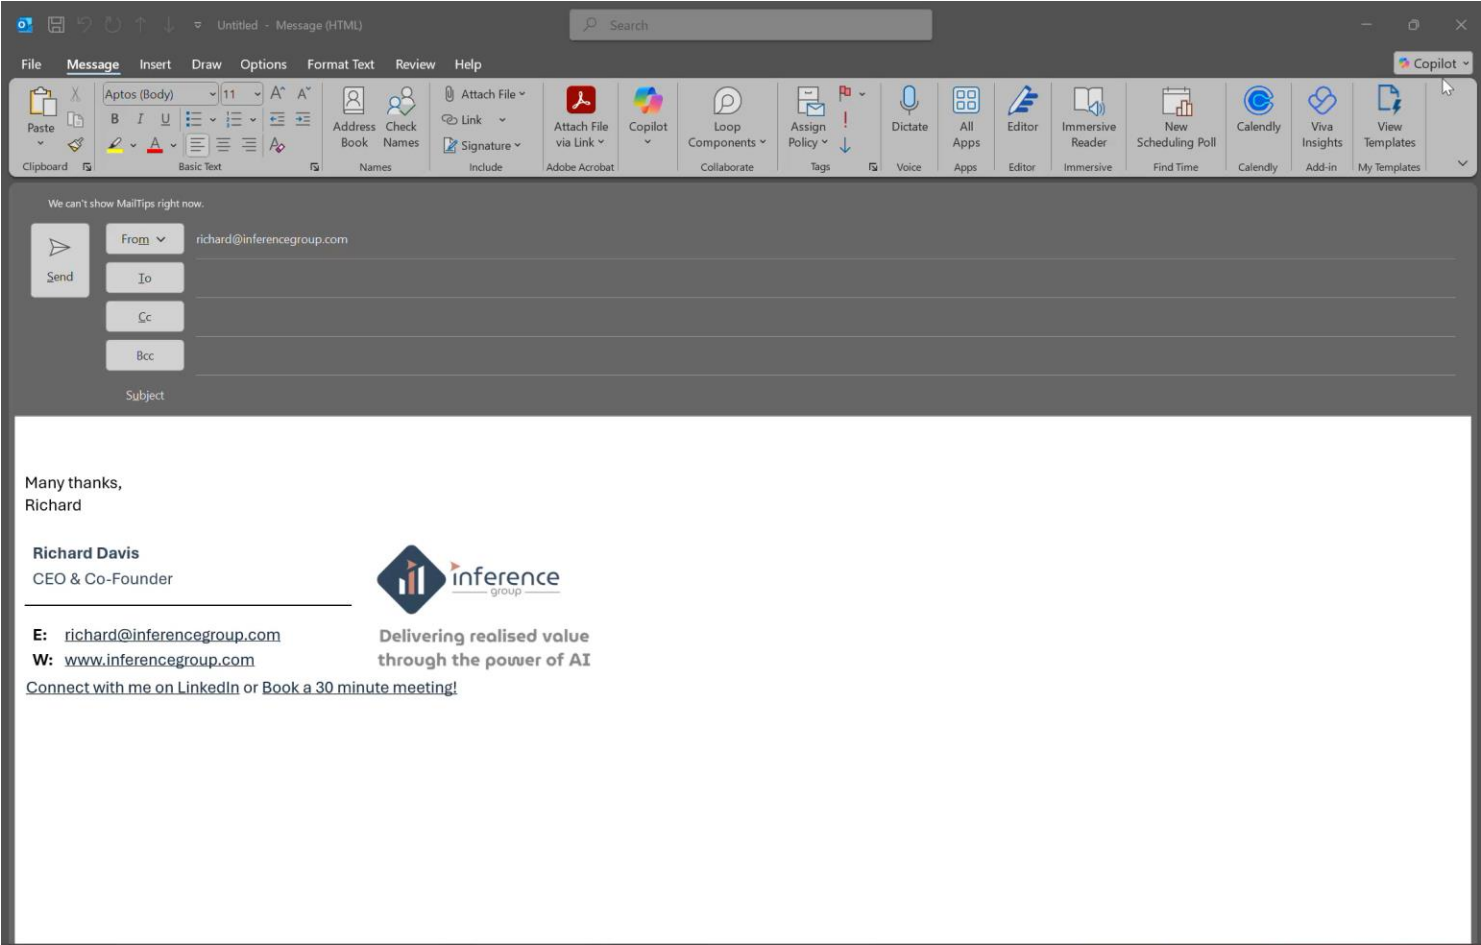 Untitled - Message (HTML)
Search
File Message Insert Draw Options Format Text Review Help
Copilot
Aptos (Body) 11
Attach File
B I U
Link
Signature
Paste
Address Book
Check Names
Attach File via Link
Copilot
Loop Components
Assign Policy
Dictate
All Apps
Editor
Immersive Reader
New Scheduling Poll
Calendly
Viva Insights
View Templates
Clipboard Basic Text Names Include Adobe Acrobat Collaborate Tags Voice Apps Editor Immersive Find Time Calendly Add-in My Templates
We can't show MailTips right now.
Send
From richard@inferencegroup.com
To
Cc
Bcc
Subject
Many thanks,
Richard
Richard Davis
CEO & Co-Founder
inference
group
E: richard@inferencegroup.com
W: www.inferencegroup.com
Delivering realised value
through the power of AI
Connect with me on LinkedIn or Book a 30 minute meeting!